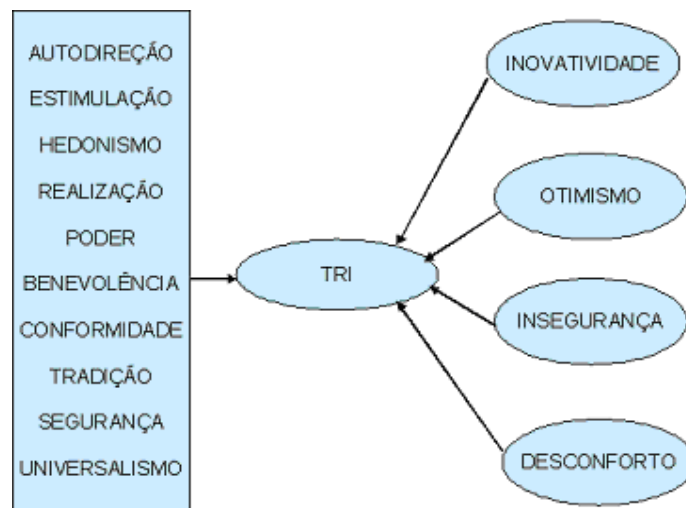 AUTODIREÇÃO
ESTIMULAÇÃO
HEDONISMO
REALIZAÇÃO
PODER
BENEVOLÊNCIA
CONFORMIDADE
TRADIÇÃO
SEGURANÇA
UNIVERSALISMO
TRI
INOVATIVIDADE
OTIMISMO
INSEGURANÇA
DESCONFORTO